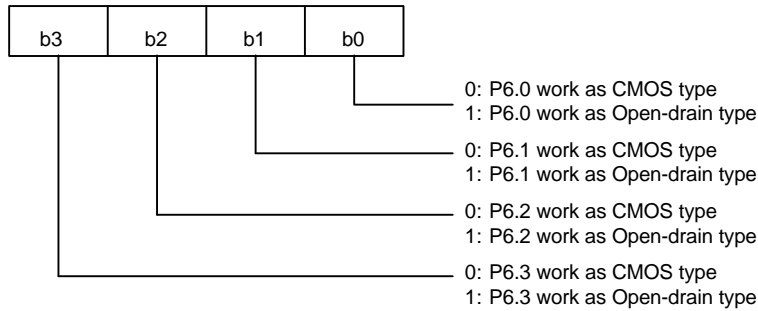 b3 b2 b1 b0
0: P6.0 work as CMOS type
1: P6.0 work as Open-drain type
0: P6.1 work as CMOS type
1: P6.1 work as Open-drain type
0: P6.2 work as CMOS type
1: P6.2 work as Open-drain type
0: P6.3 work as CMOS type
1: P6.3 work as Open-drain type